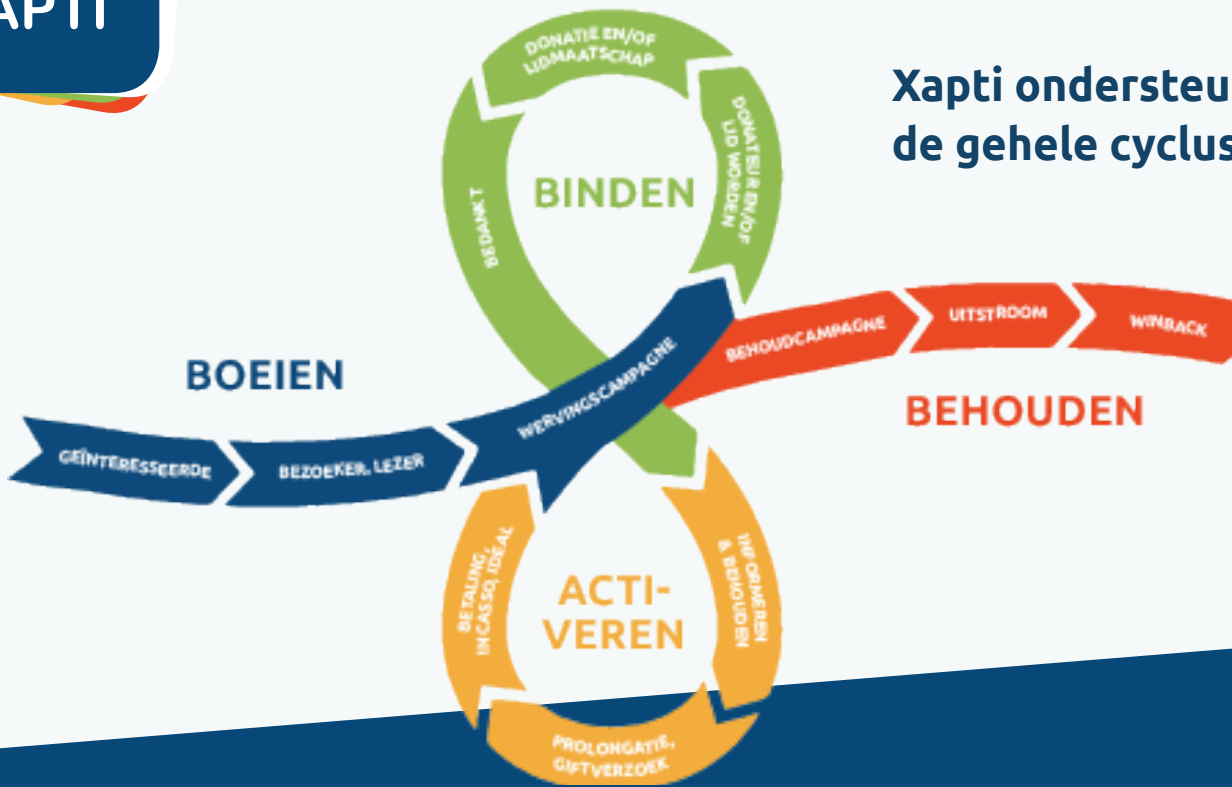 APTI
Xapti ondersteu
de gehele cyclus
DONATIE EN/OF
LIDMAATSCHAP
DONATEUR EN/OF
LID WORDEN
BINDEN
BEDANKT
BOEIEN
GEÏNTERESSEERDE
BEZOEKER, LEZER
WERVINGSCAMPAGNE
BEHOUDCAMPAGNE
UITSTROOM
WINBACK
BEHOUDEN
INFORMEREN
& BEHOUDEN
ACTI-
VEREN
BETALING,
INCASSO, IDEAL
PROLONGATIE,
GIFTVERZOEK